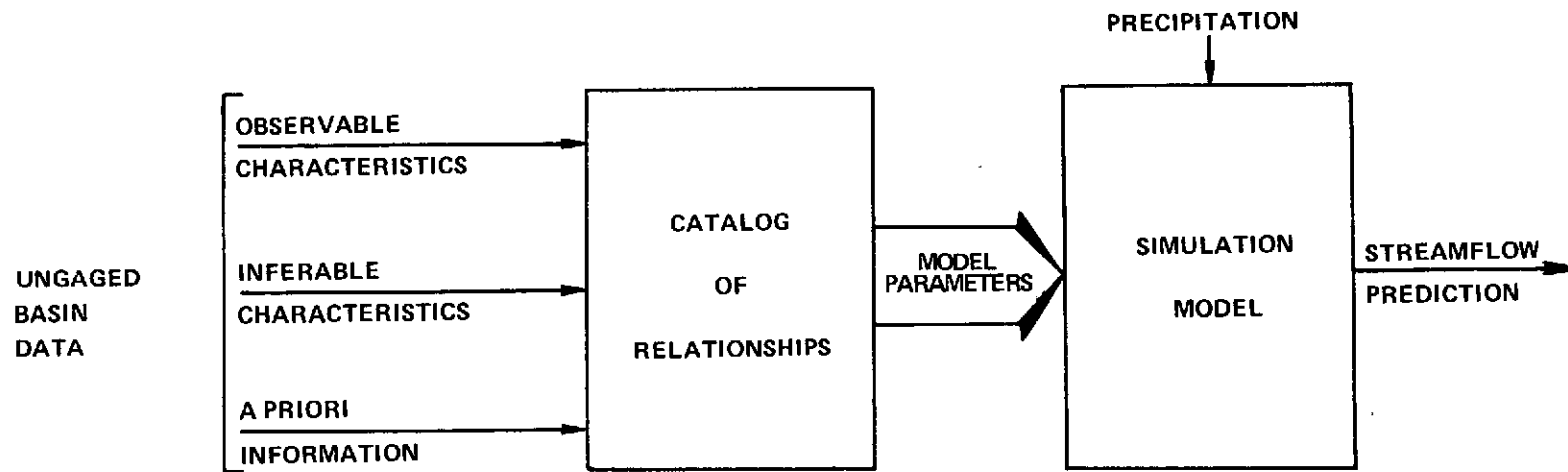 PRECIPITATION
OBSERVABLE
CHARACTERISTICS
UNGAGED
BASIN
DATA
INFERABLE
CHARACTERISTICS
A PRIORI
INFORMATION
CATALOG
OF
RELATIONSHIPS
MODEL
PARAMETERS
SIMULATION
MODEL
STREAMFLOW
PREDICTION